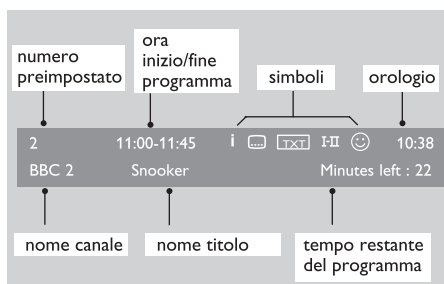 numero
preimpostato
ora
inizio/fine
programma
simboli
orologio
2 11:00-11:45 i TXT I-II 10:38
BBC 2 Snooker Minutes left : 22
nome canale
nome titolo
tempo restante
del programma